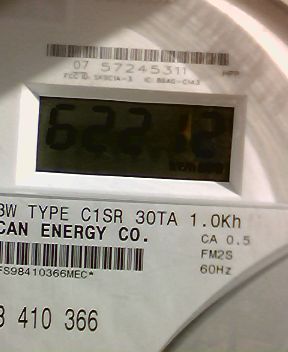 07 57245311
62212
3W TYPE C1SR 30TA 1.0Kh
CAN ENERGY CO.
CA 0.5
FM2S
60Hz
FS98410366MEC*
8 410 366